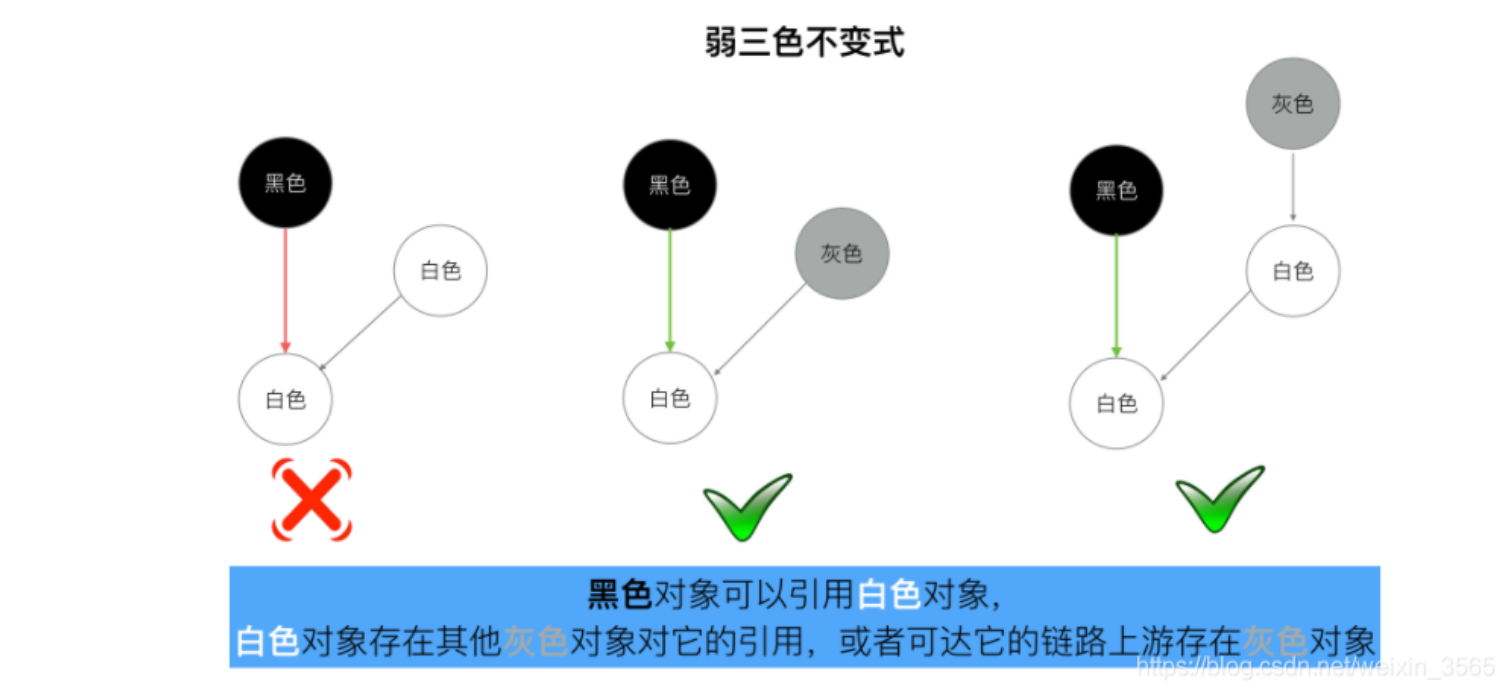 弱三色不变式
灰色
黑色
黑色
黑色
白色
灰色
白色
白色
白色
白色
黑色对象可以引用白色对象，
白色对象存在其他灰色对象对它的引用，或者可达它的链路上游存在灰色对象
https://blog.csdn.net/weixin_3565